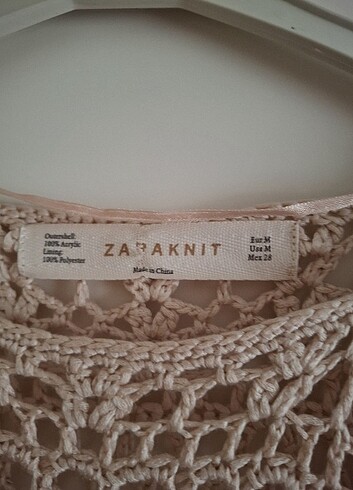 Outershell:
100% Acrylic
Lining:
100% Polyester
ZARAKNIT
Made in China
Eur M
Usa M
Mex 28